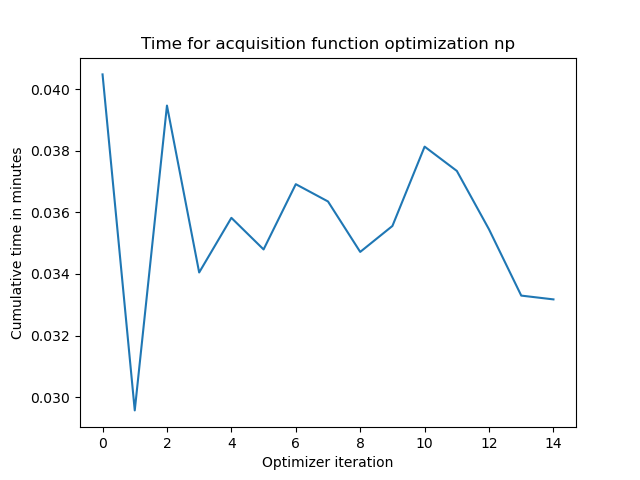 Time for acquisition function optimization np
Cumulative time in minutes
0.040
0.038
0.036
0.034
0.032
0.030
0 2 4 6 8 10 12 14
Optimizer iteration